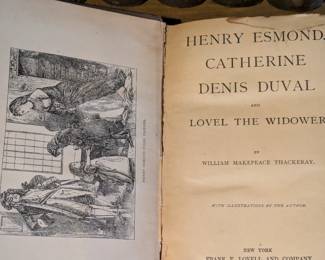 HENRY ESMOND,
CATHERINE
DENIS DUVAL
AND
LOVEL THE WIDOWER
BY
WILLIAM MAKEPEACE THACKERAY.
WITH ILLUSTRATIONS BY THE AUTHOR.
NEW YORK
FRANK F. LOVELL AND COMPANY